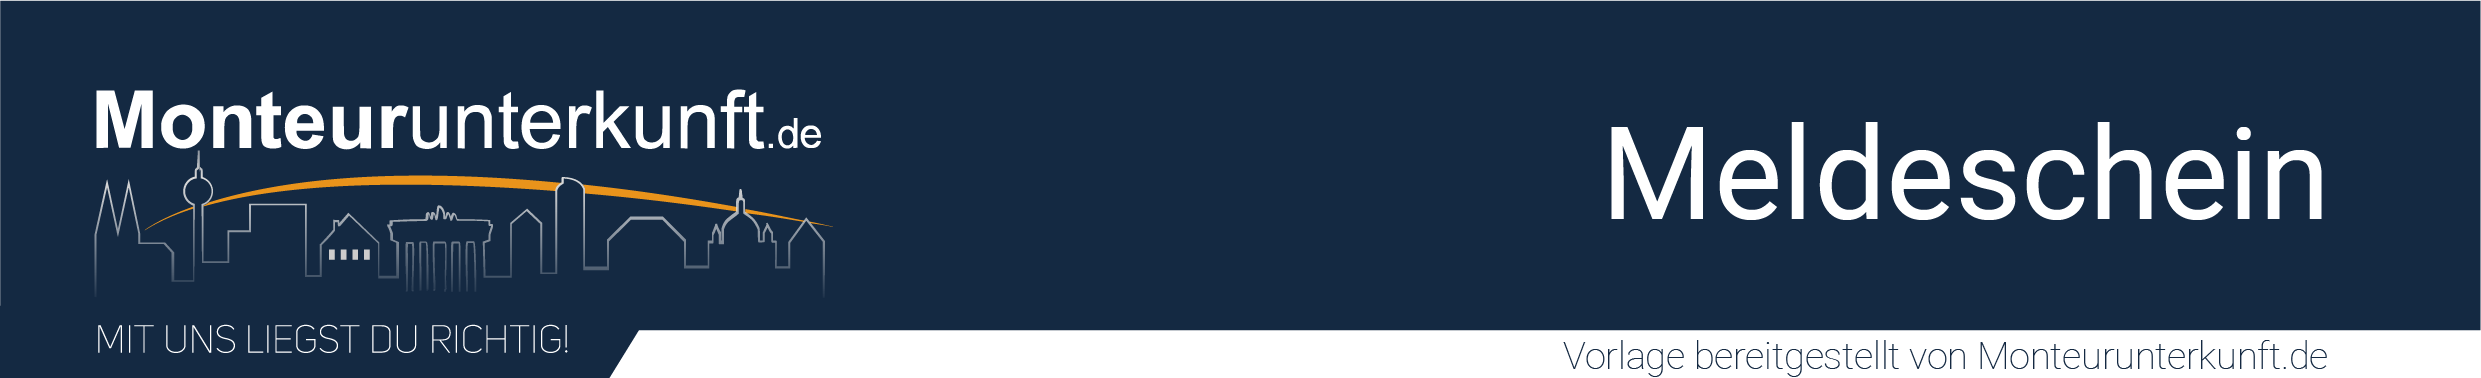 Monteurunterkunft.de
Meldeschein
MIT UNS LIEGST DU RICHTIG!
Vorlage bereitgestellt von Monteurunterkunft.de